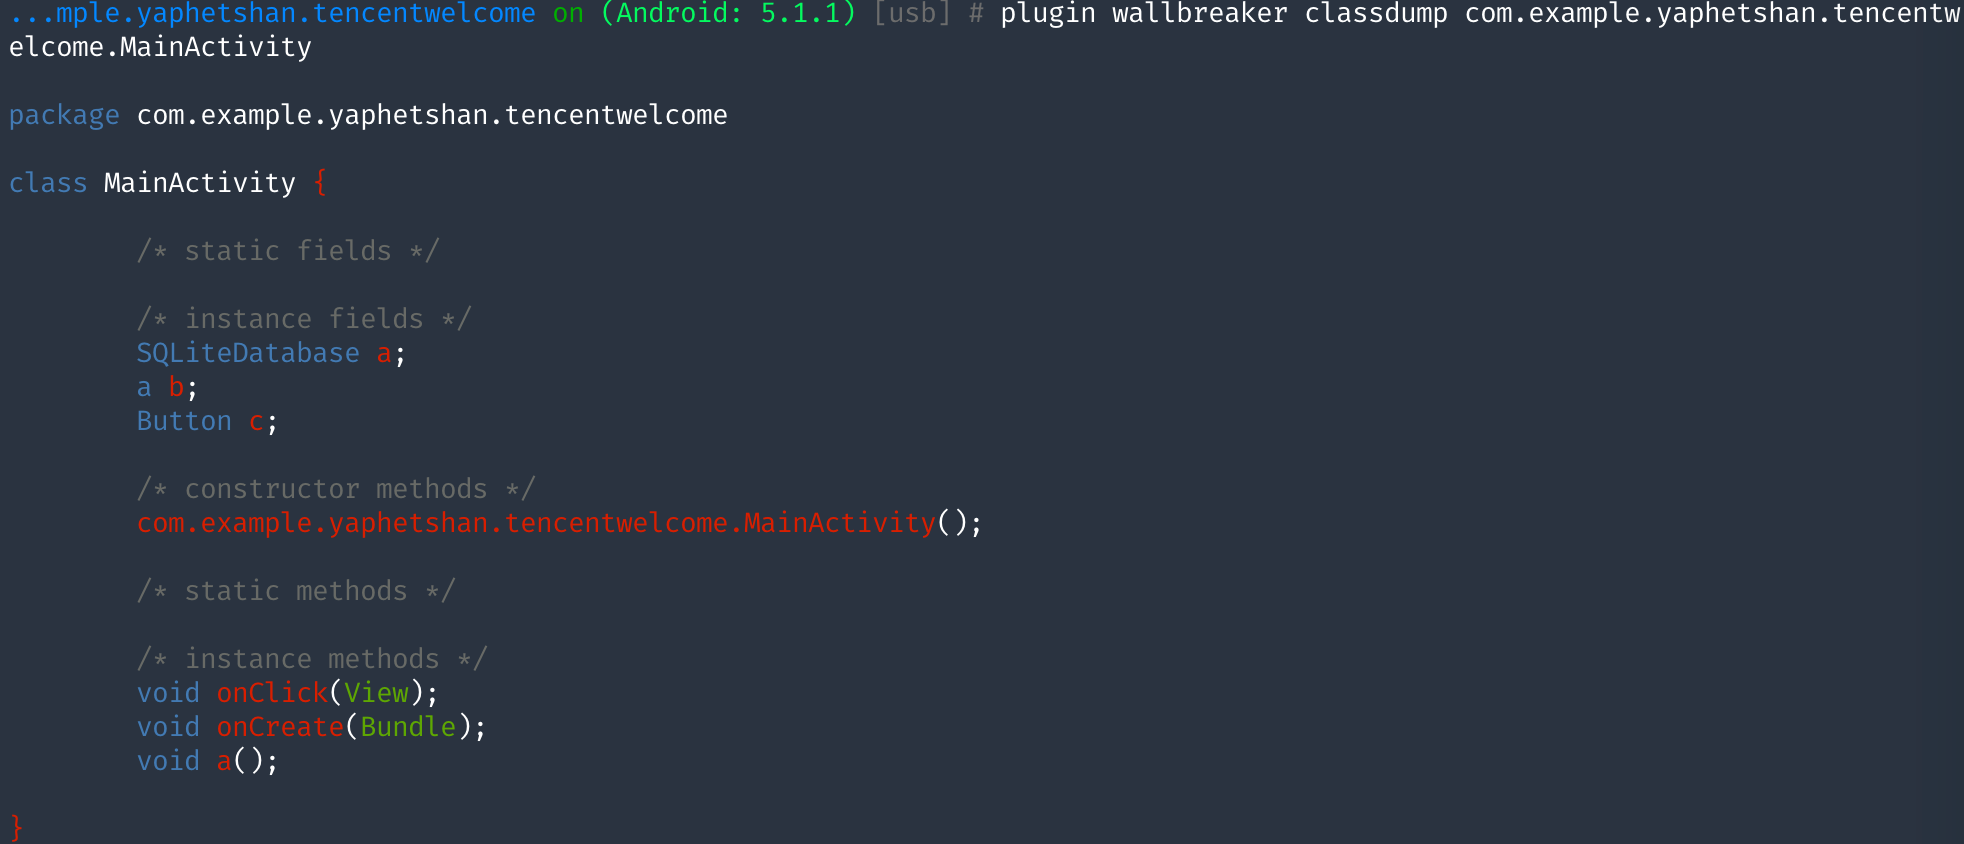 ...mple.yaphetshan.tencentwelcome on (Android: 5.1.1) [usb] # plugin wallbreaker classdump com.example.yaphetshan.tencentw
elcome.MainActivity
package com.example.yaphetshan.tencentwelcome
class MainActivity {
/* static fields */
/* instance fields */
SQLiteDatabase a;
a b;
Button c;
/* constructor methods */
com.example.yaphetshan.tencentwelcome.MainActivity();
/* static methods */
/* instance methods */
void onClick(View);
void onCreate(Bundle);
void a();
}